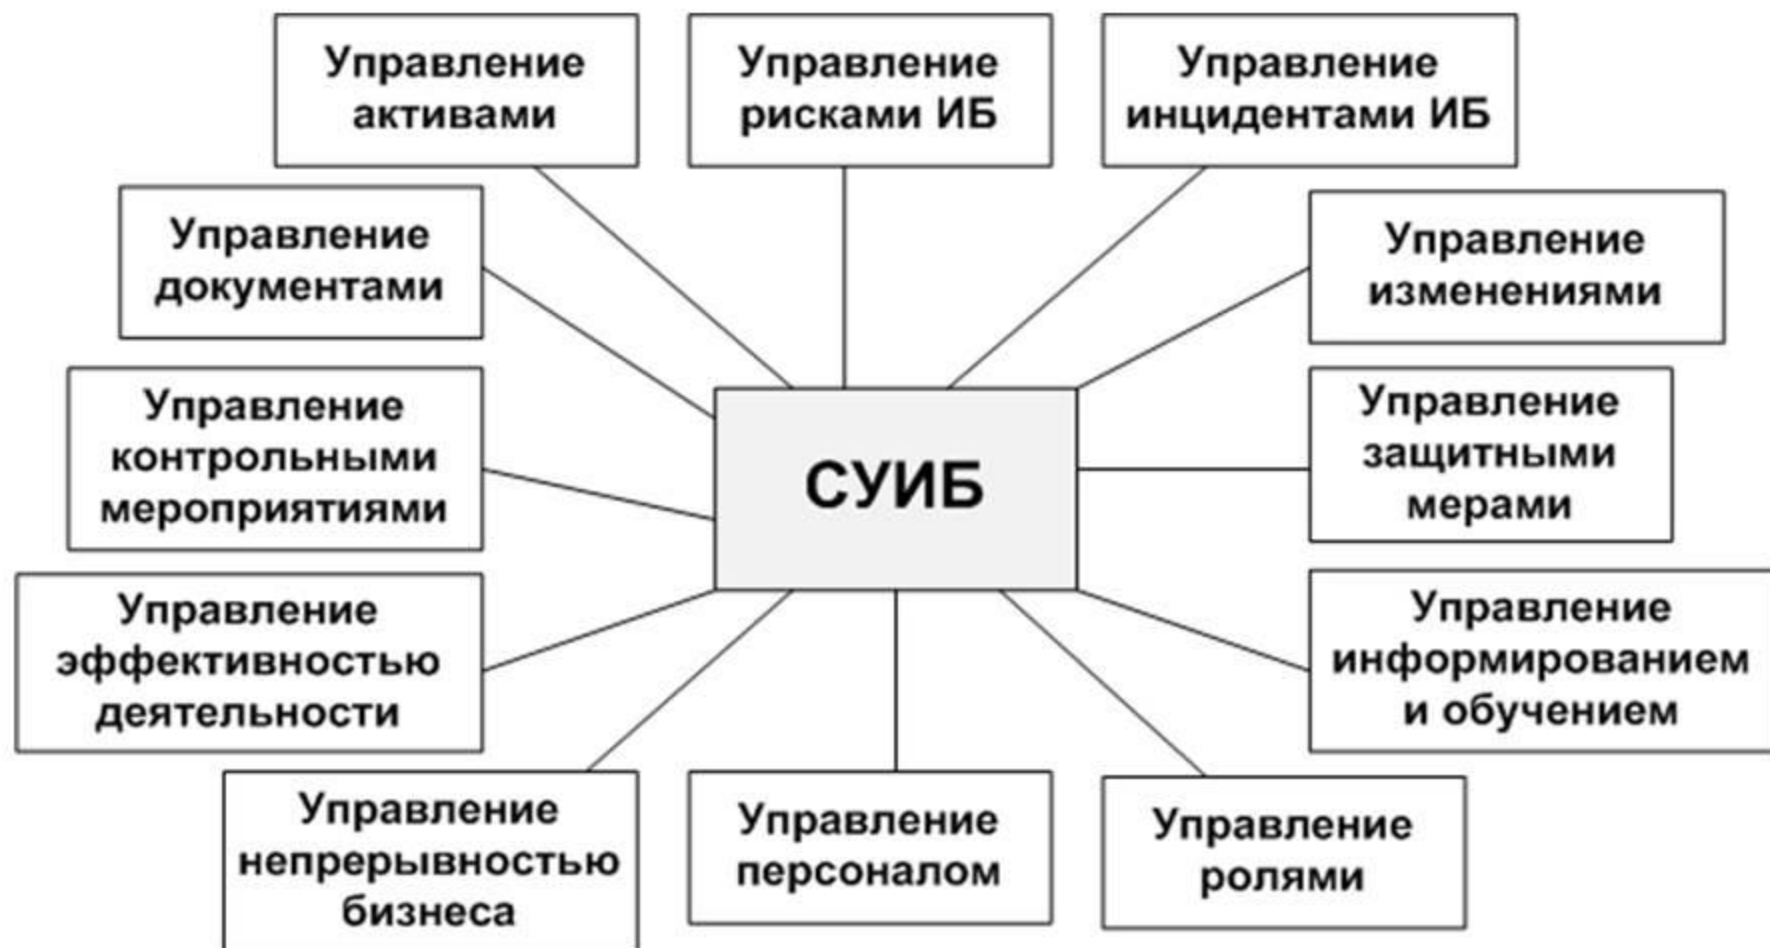 Управление
активами
Управление
рисками ИБ
Управление
инцидентами ИБ
Управление
документами
Управление
изменениями
Управление
контрольными
мероприятиями
СУИБ
Управление
защитными
мерами
Управление
эффективностью
деятельности
Управление
информированием
и обучением
Управление
непрерывностью
бизнеса
Управление
персоналом
Управление
ролями